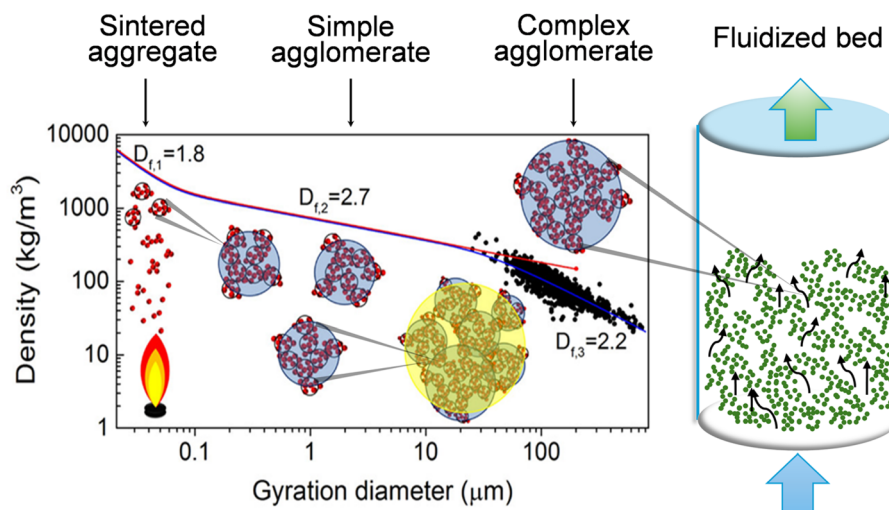 Sintered
aggregate
Simple
agglomerate
Complex
agglomerate
Fluidized bed
10000
1000
100
10
1
Density (kg/m³)
D_f,1=1.8
D_f,2=2.7
D_f,3=2.2
0.1
1
10
100
Gyration diameter (μm)